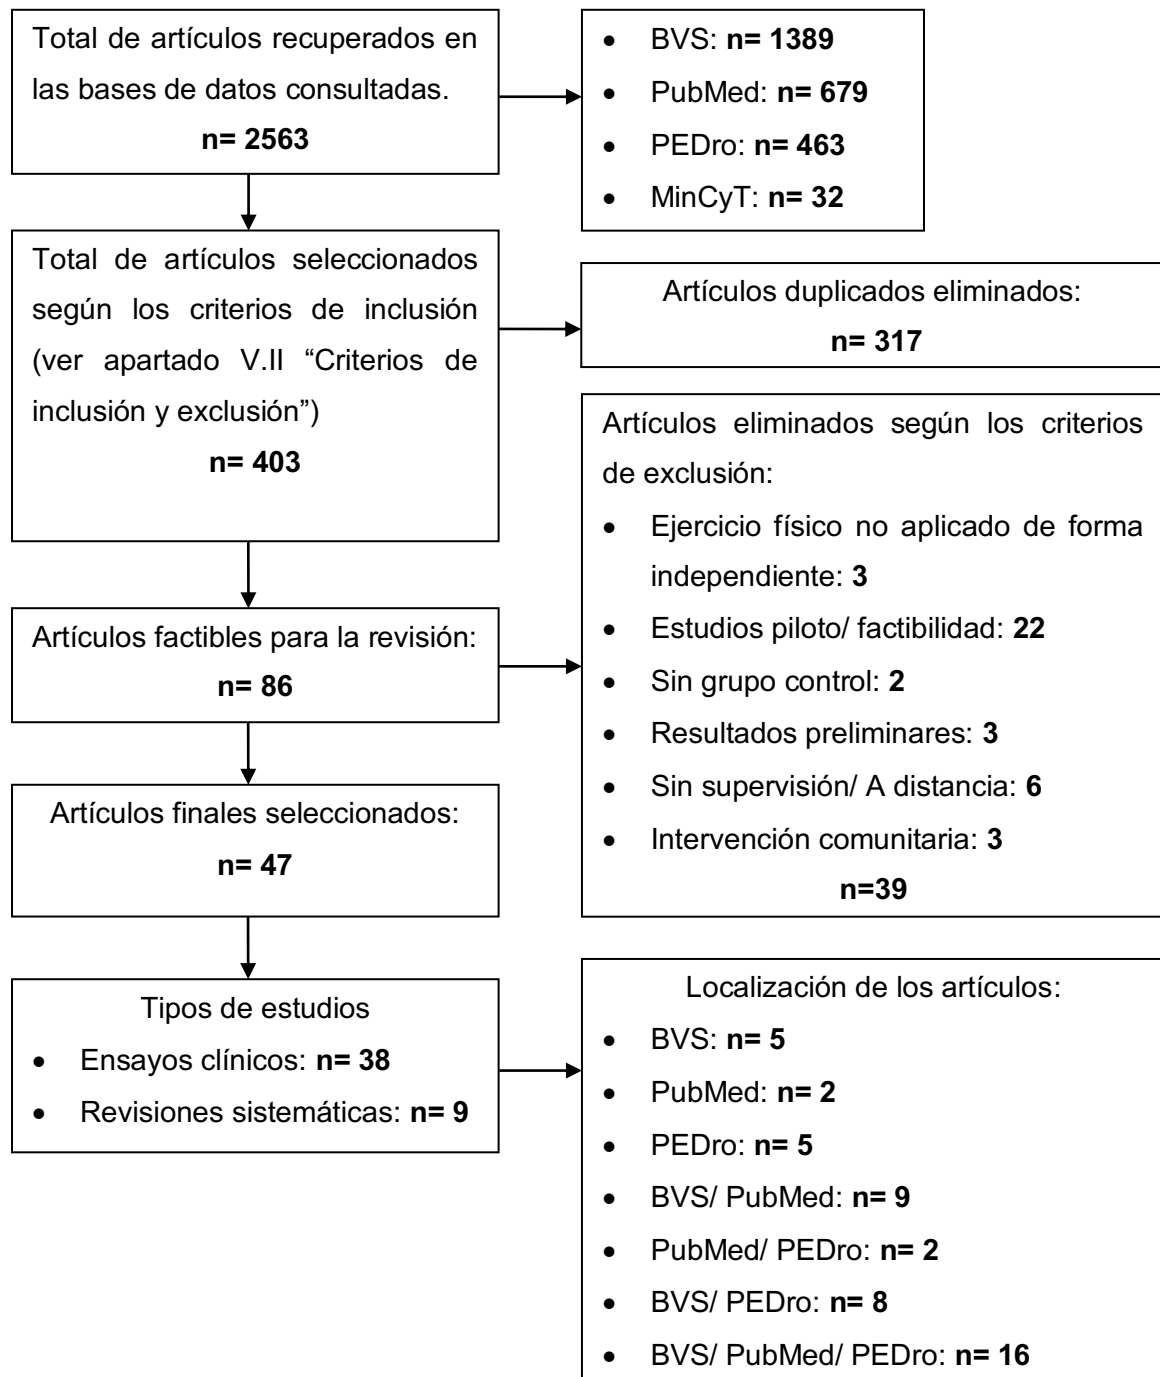 Total de artículos recuperados en
las bases de datos consultadas.
n= 2563
• BVS: n= 1389
• PubMed: n= 679
• PEDro: n= 463
• MinCyT: n= 32
Total de artículos seleccionados
según los criterios de inclusión
(ver apartado V.II “Criterios de
inclusión y exclusión”)
n= 403
Artículos duplicados eliminados:
n= 317
Artículos eliminados según los criterios
de exclusión:
• Ejercicio físico no aplicado de forma
independiente: 3
• Estudios piloto/ factibilidad: 22
• Sin grupo control: 2
• Resultados preliminares: 3
• Sin supervisión/ A distancia: 6
• Intervención comunitaria: 3
n=39
Artículos factibles para la revisión:
n= 86
Artículos finales seleccionados:
n= 47
Tipos de estudios
• Ensayos clínicos: n= 38
• Revisiones sistemáticas: n= 9
Localización de los artículos:
• BVS: n= 5
• PubMed: n= 2
• PEDro: n= 5
• BVS/ PubMed: n= 9
• PubMed/ PEDro: n= 2
• BVS/ PEDro: n= 8
• BVS/ PubMed/ PEDro: n= 16